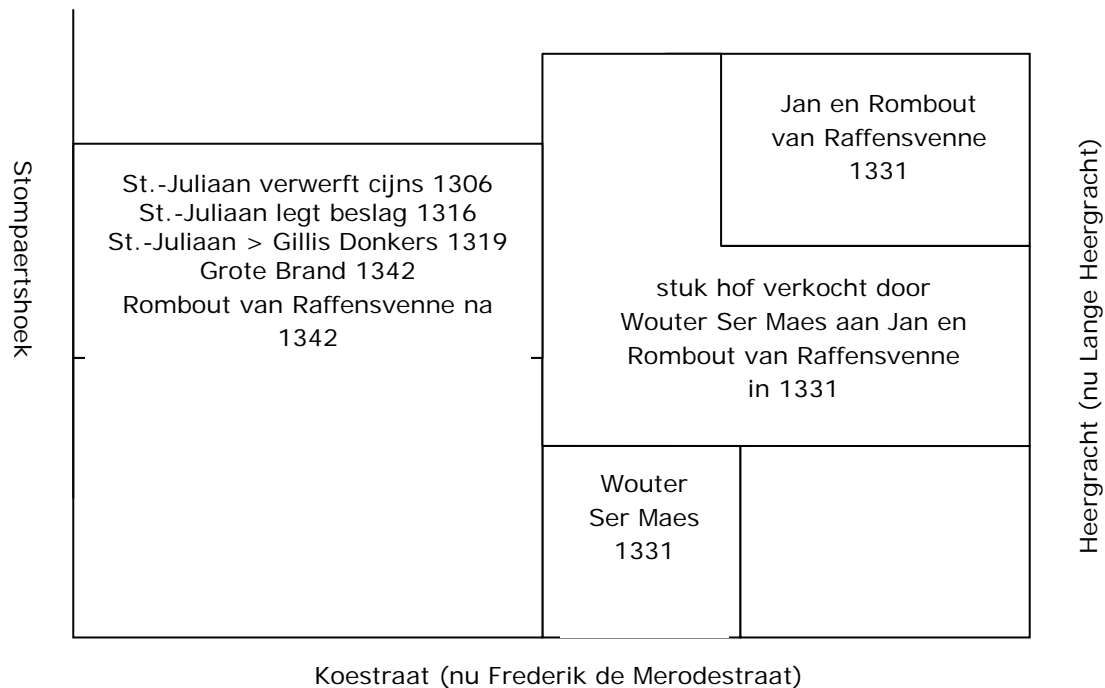 Stompaertshoek
St.-Juliaan verwerft cijns 1306
St.-Juliaan legt beslag 1316
St.-Juliaan > Gillis Donkers 1319
Grote Brand 1342
Rombout van Raffensvenne na
1342
Jan en Rombout
van Raffensvenne
1331
stuk hof verkocht door
Wouter Ser Maes aan Jan en
Rombout van Raffensvenne
in 1331
Wouter
Ser Maes
1331
Heergracht (nu Lange Heergracht)
Koestraat (nu Frederik de Merodestraat)